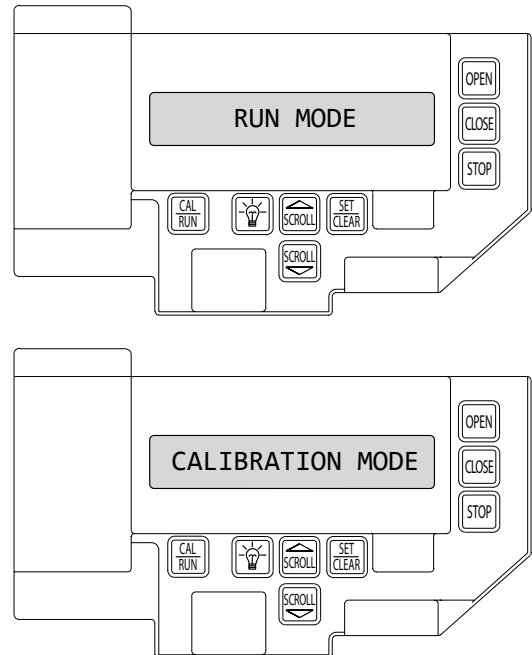 RUN MODE
OPEN
CLOSE
STOP
CAL
RUN
SCROLL
SET
CLEAR
SCROLL
CALIBRATION MODE
OPEN
CLOSE
STOP
CAL
RUN
SCROLL
SET
CLEAR
SCROLL